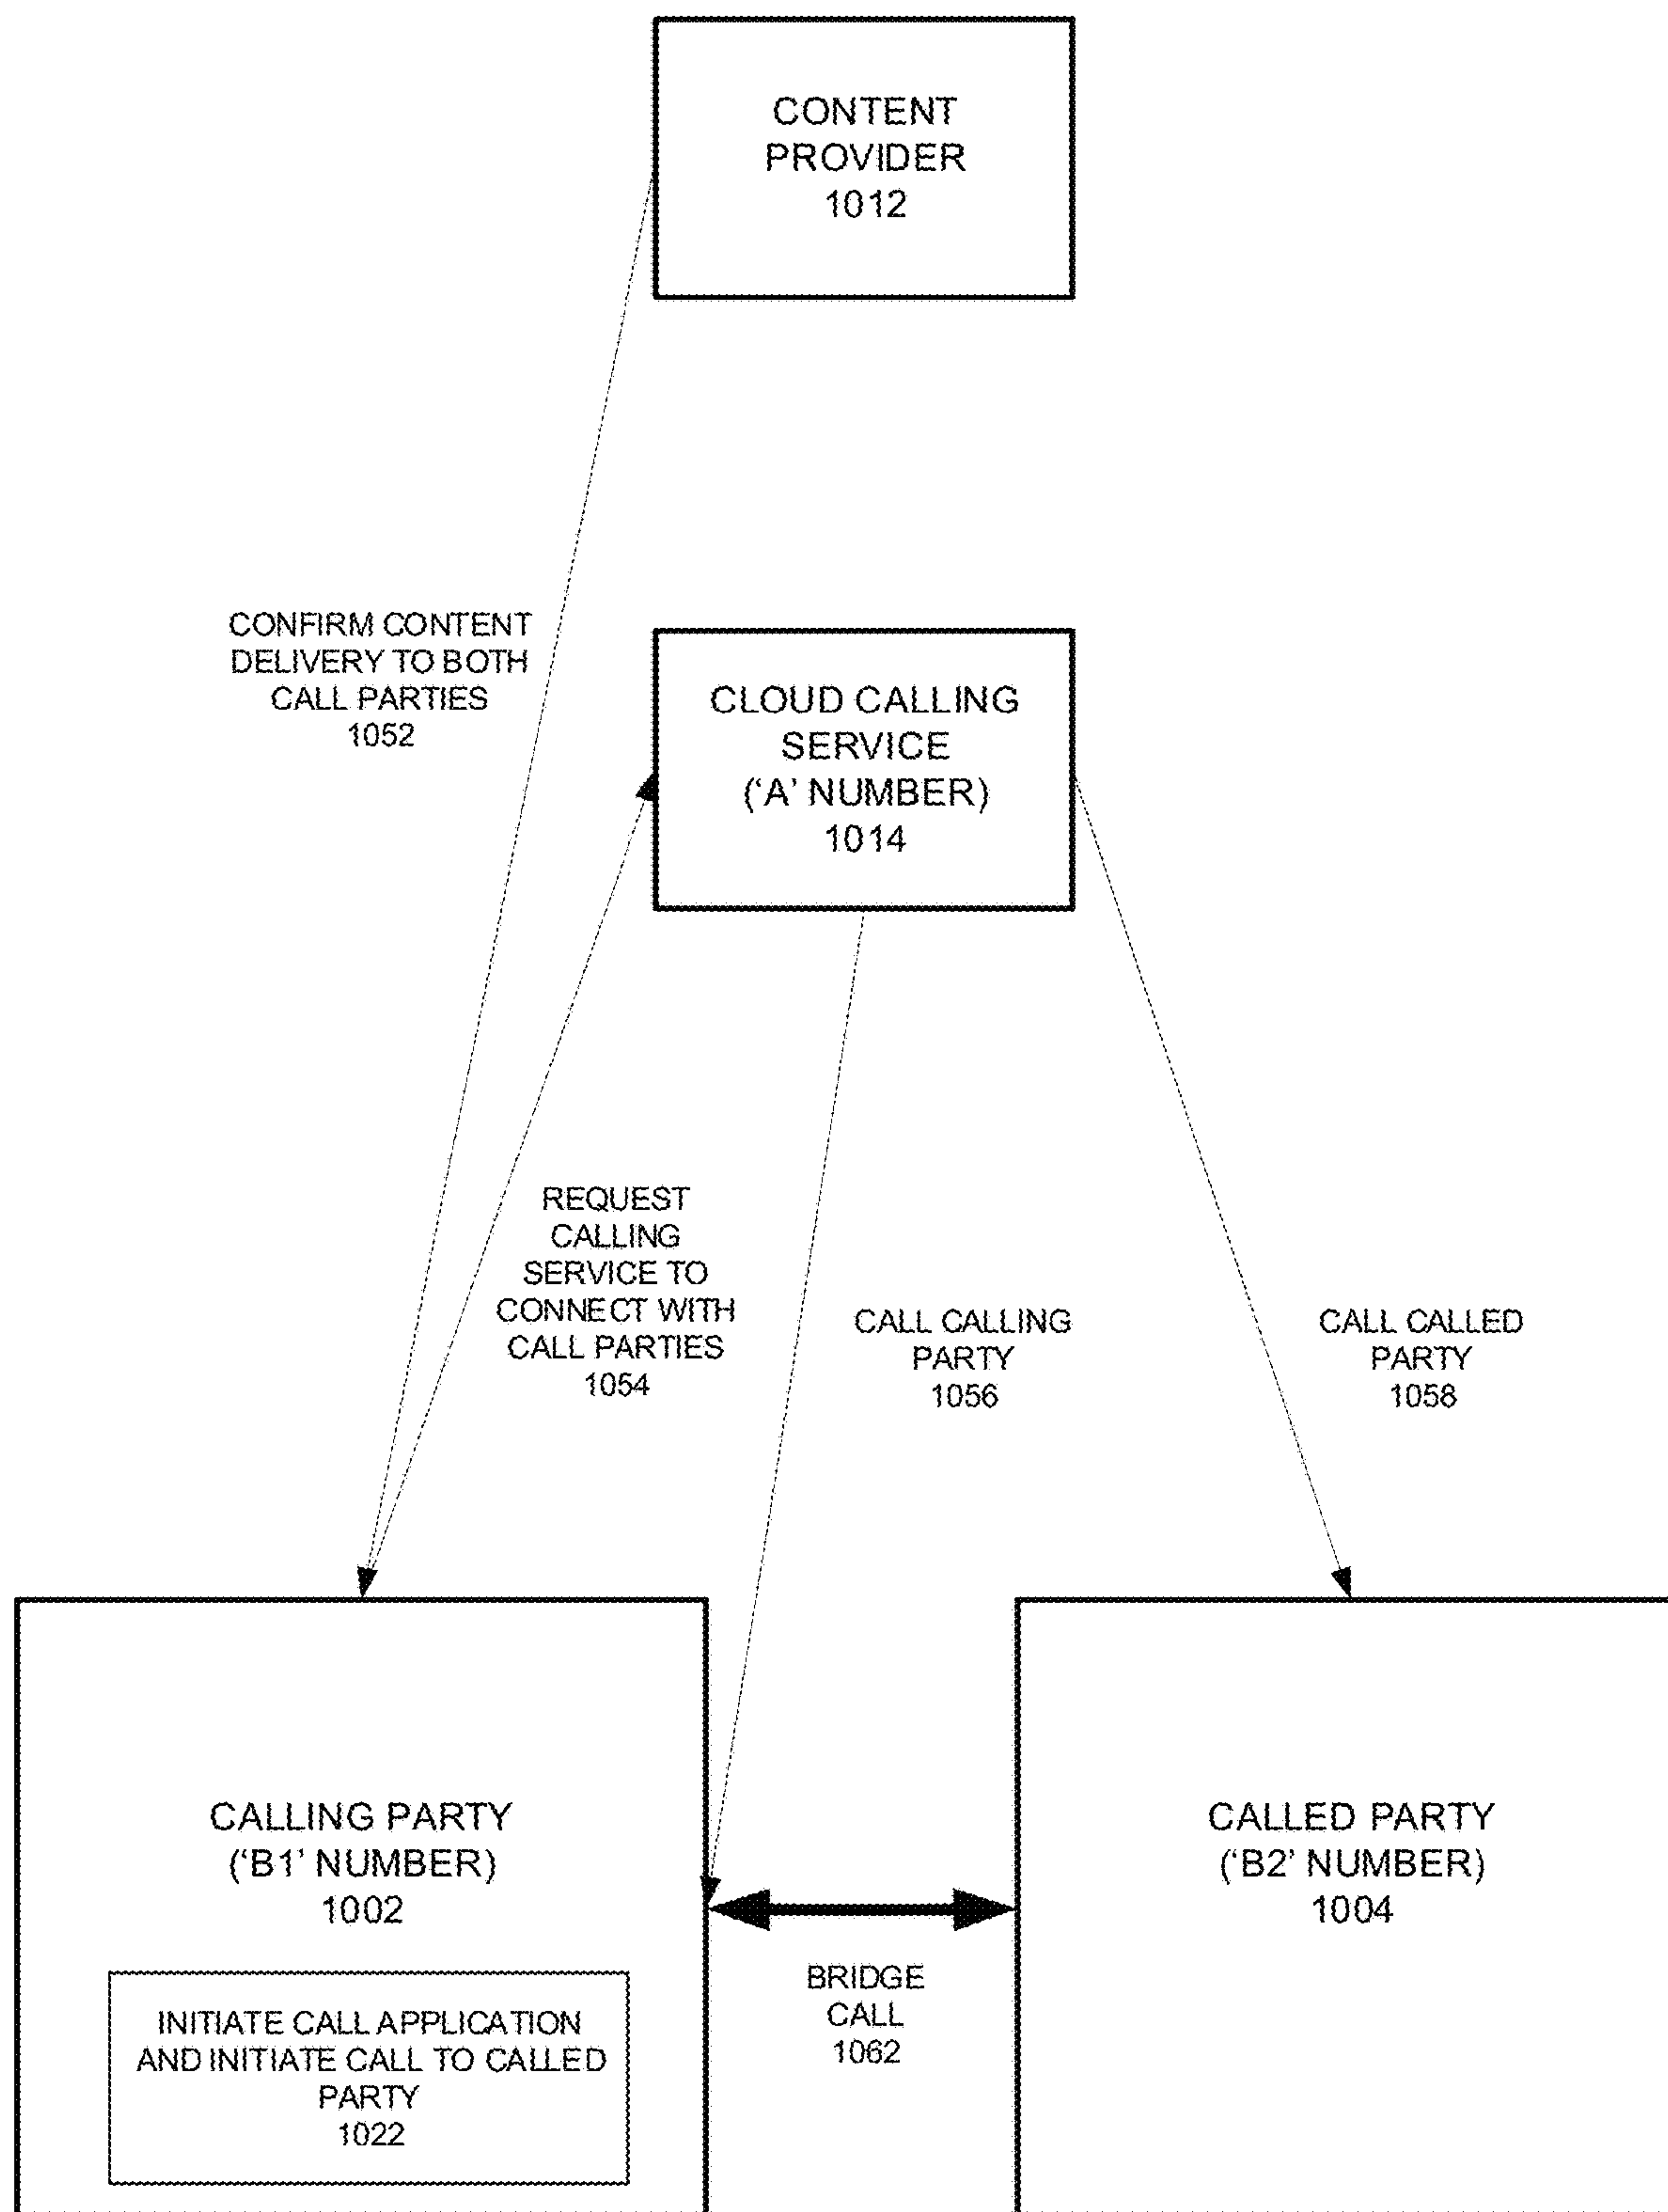 CONTENT
PROVIDER
1012
CONFIRM CONTENT
DELIVERY TO BOTH
CALL PARTIES
1052
CLOUD CALLING
SERVICE
(‘A’ NUMBER)
1014
REQUEST
CALLING
SERVICE TO
CONNECT WITH
CALL PARTIES
1054
CALL CALLING
PARTY
1056
CALL CALLED
PARTY
1058
CALLING PARTY
(‘B1’ NUMBER)
1002
CALLED PARTY
(‘B2’ NUMBER)
1004
BRIDGE
CALL
1062
INITIATE CALL APPLICATION
AND INITIATE CALL TO CALLED
PARTY
1022